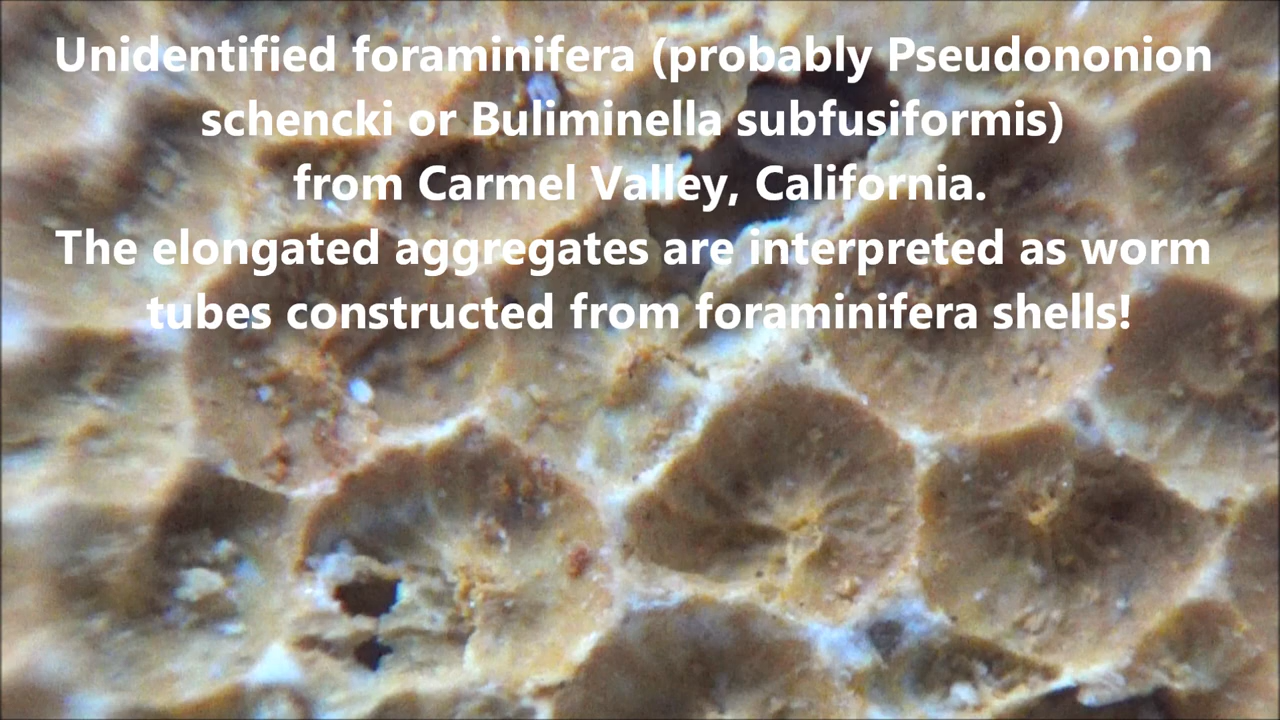 Unidentified foraminifera (probably Pseudononion
schencki or Buliminella subfusiformis)
from Carmel Valley, California.
The elongated aggregates are interpreted as worm
tubes constructed from foraminifera shells!